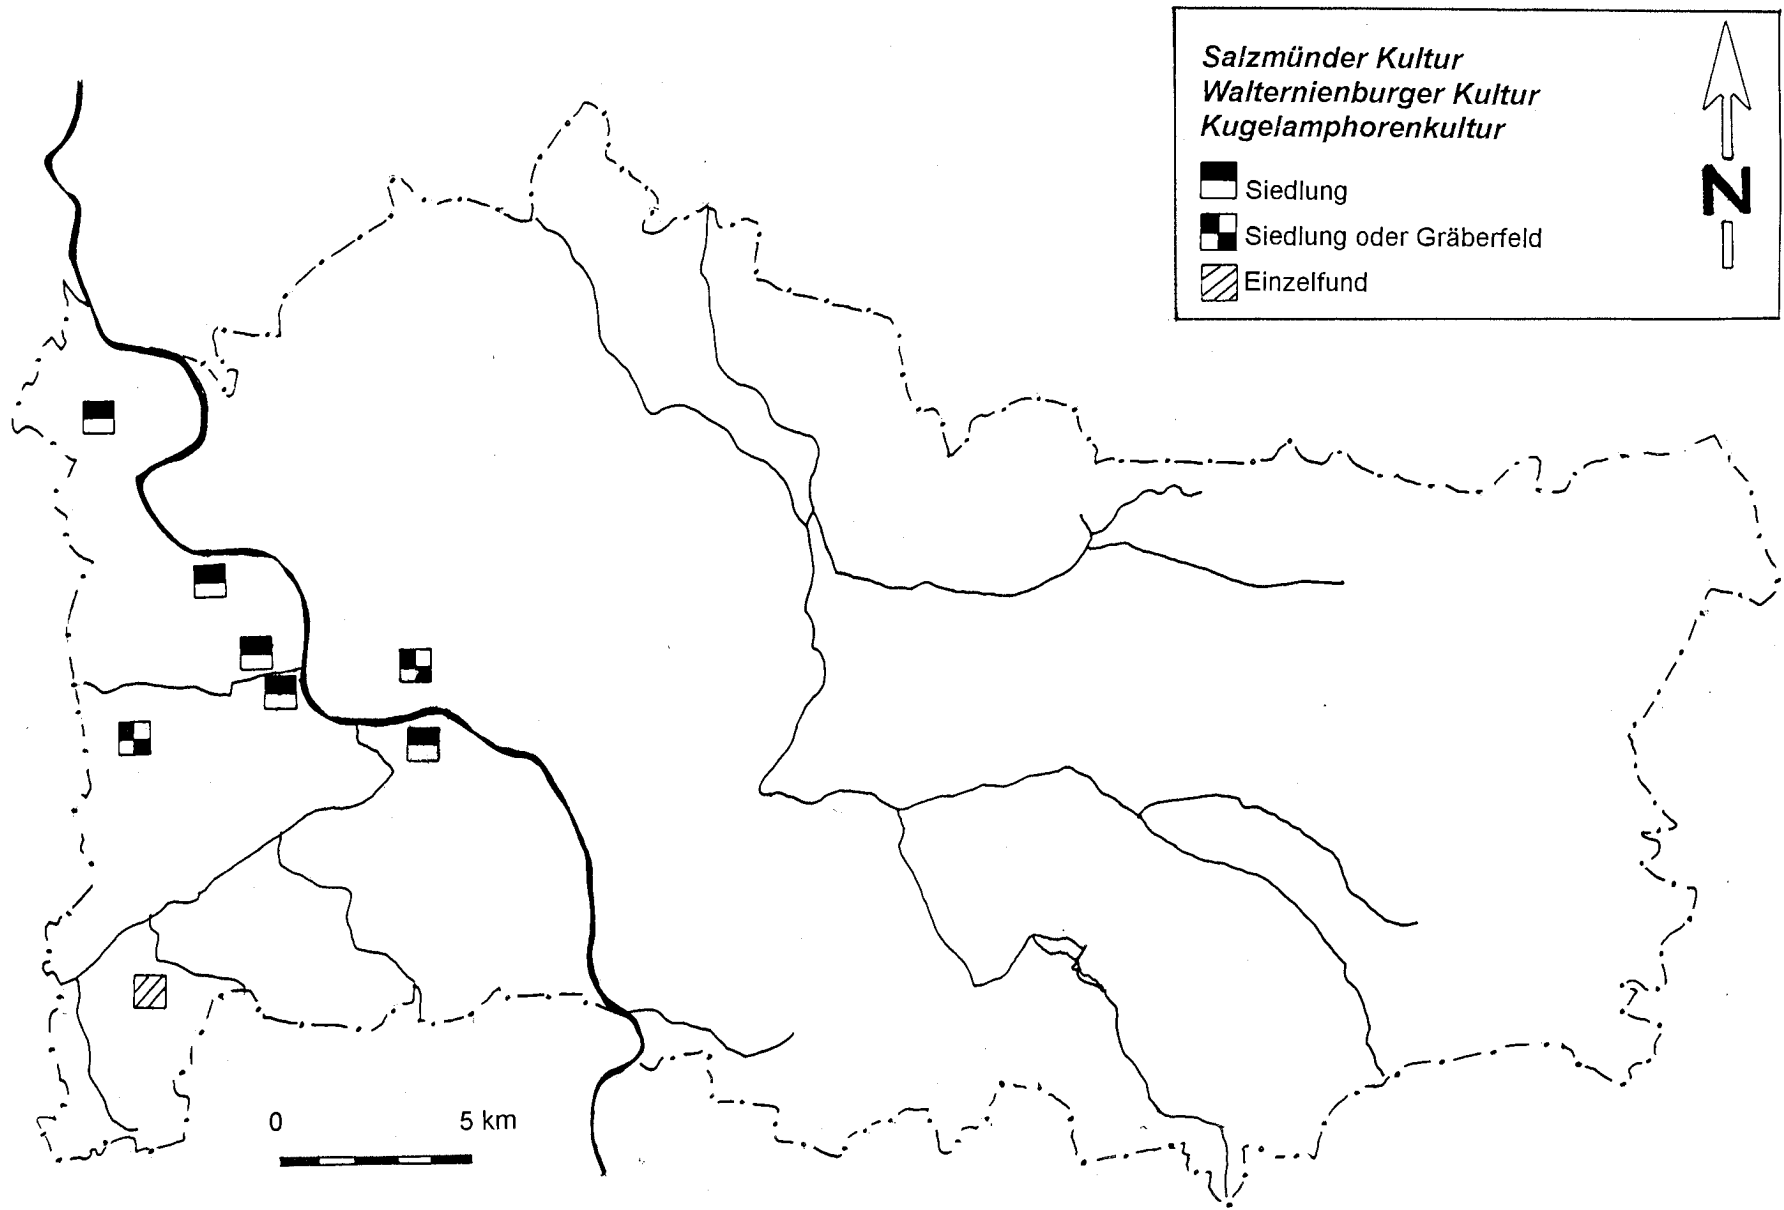 Salzmünder Kultur
Walternienburger Kultur
Kugelamphorenkultur
Siedlung
Siedlung oder Gräberfeld
Einzelfund
N
0 5 km